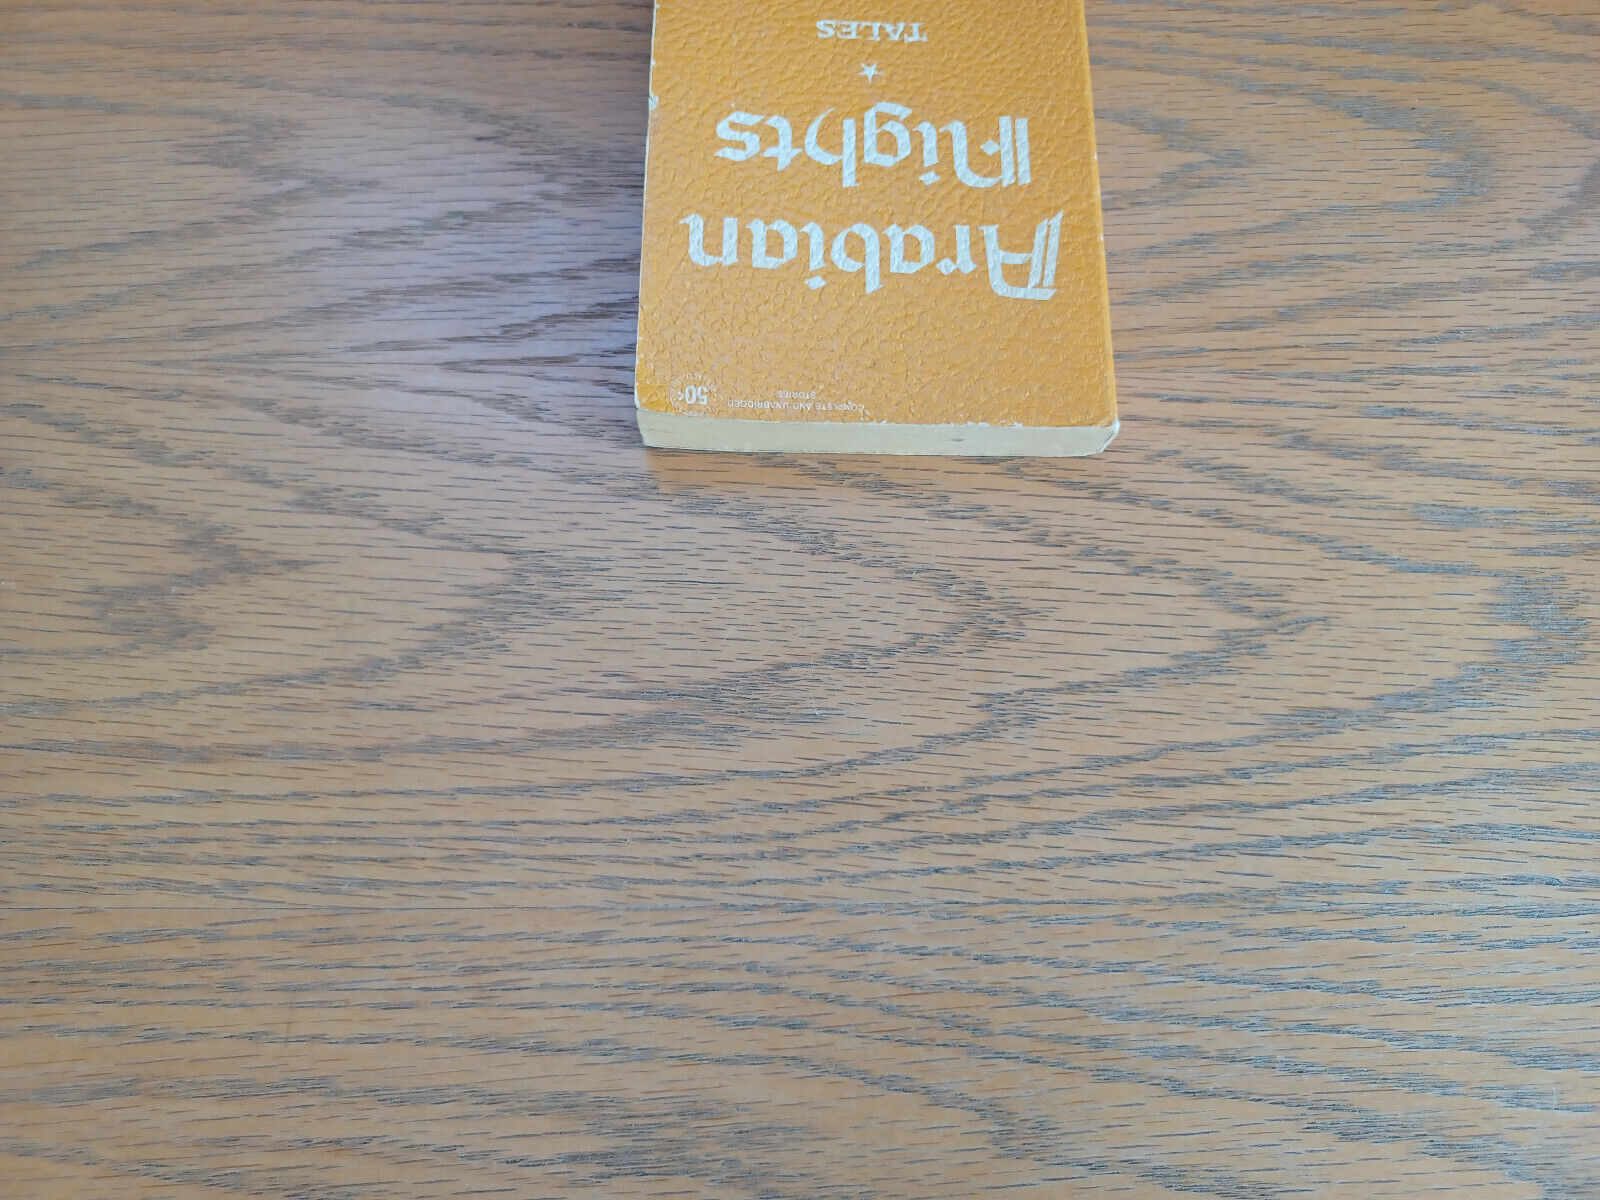 COMPLETE AND UNABRIDGED
STORIES
50¢
Arabian
Nights
TALES